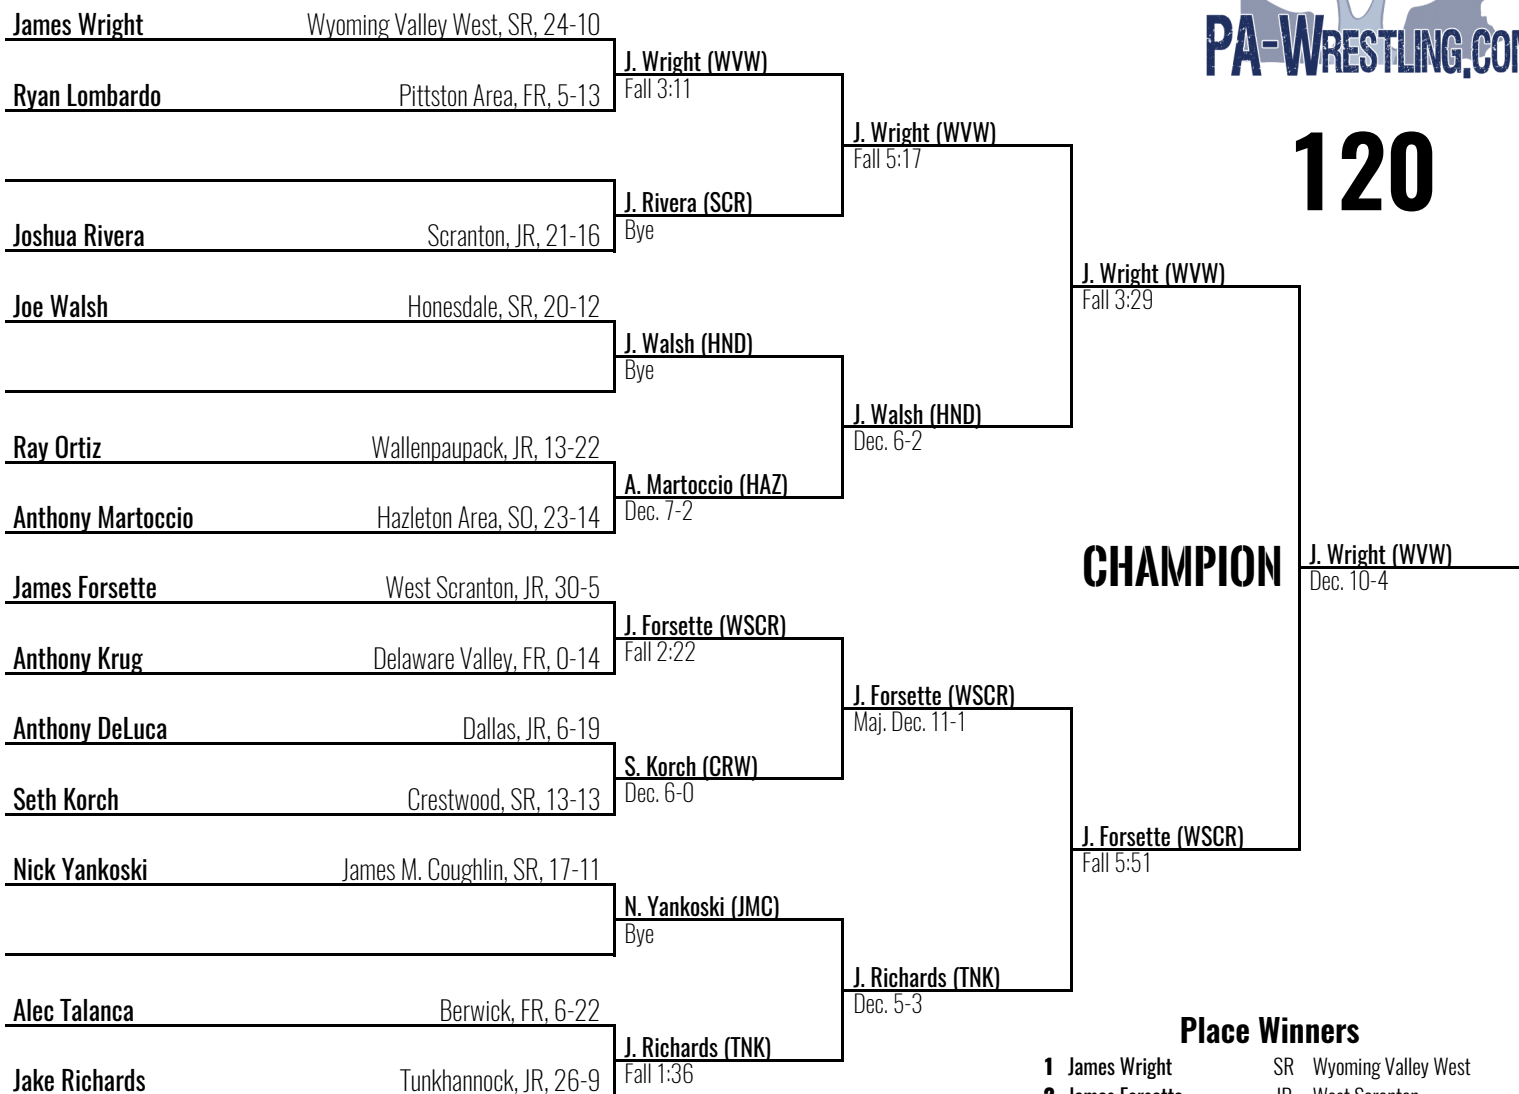 James Wright Wyoming Valley West, SR, 24-10
J. Wright (WVW)
Fall 3:11
Ryan Lombardo Pittston Area, FR, 5-13
J. Wright (WVW)
Fall 5:17
J. Rivera (SCR)
Bye
Joshua Rivera Scranton, JR, 21-16
J. Wright (WVW)
Fall 3:29
Joe Walsh Honesdale, SR, 20-12
J. Walsh (HND)
Bye
J. Walsh (HND)
Dec. 6-2
Ray Ortiz Wallenpaupack, JR, 13-22
A. Martoccio (HAZ)
Dec. 7-2
Anthony Martoccio Hazleton Area, SO, 23-14
CHAMPION
J. Wright (WVW)
Dec. 10-4
James Forsette West Scranton, JR, 30-5
J. Forsette (WSCR)
Fall 2:22
Anthony Krug Delaware Valley, FR, 0-14
J. Forsette (WSCR)
Maj. Dec. 11-1
Anthony DeLuca Dallas, JR, 6-19
S. Korch (CRW)
Dec. 6-0
Seth Korch Crestwood, SR, 13-13
J. Forsette (WSCR)
Fall 5:51
Nick Yankoski James M. Coughlin, SR, 17-11
N. Yankoski (JMC)
Bye
J. Richards (TNK)
Dec. 5-3
Alec Talanca Berwick, FR, 6-22
J. Richards (TNK)
Fall 1:36
Jake Richards Tunkhannock, JR, 26-9
PA-WRESTLING.COM
120
Place Winners
1 James Wright SR Wyoming Valley West
2 James Forsette JR West Scranton